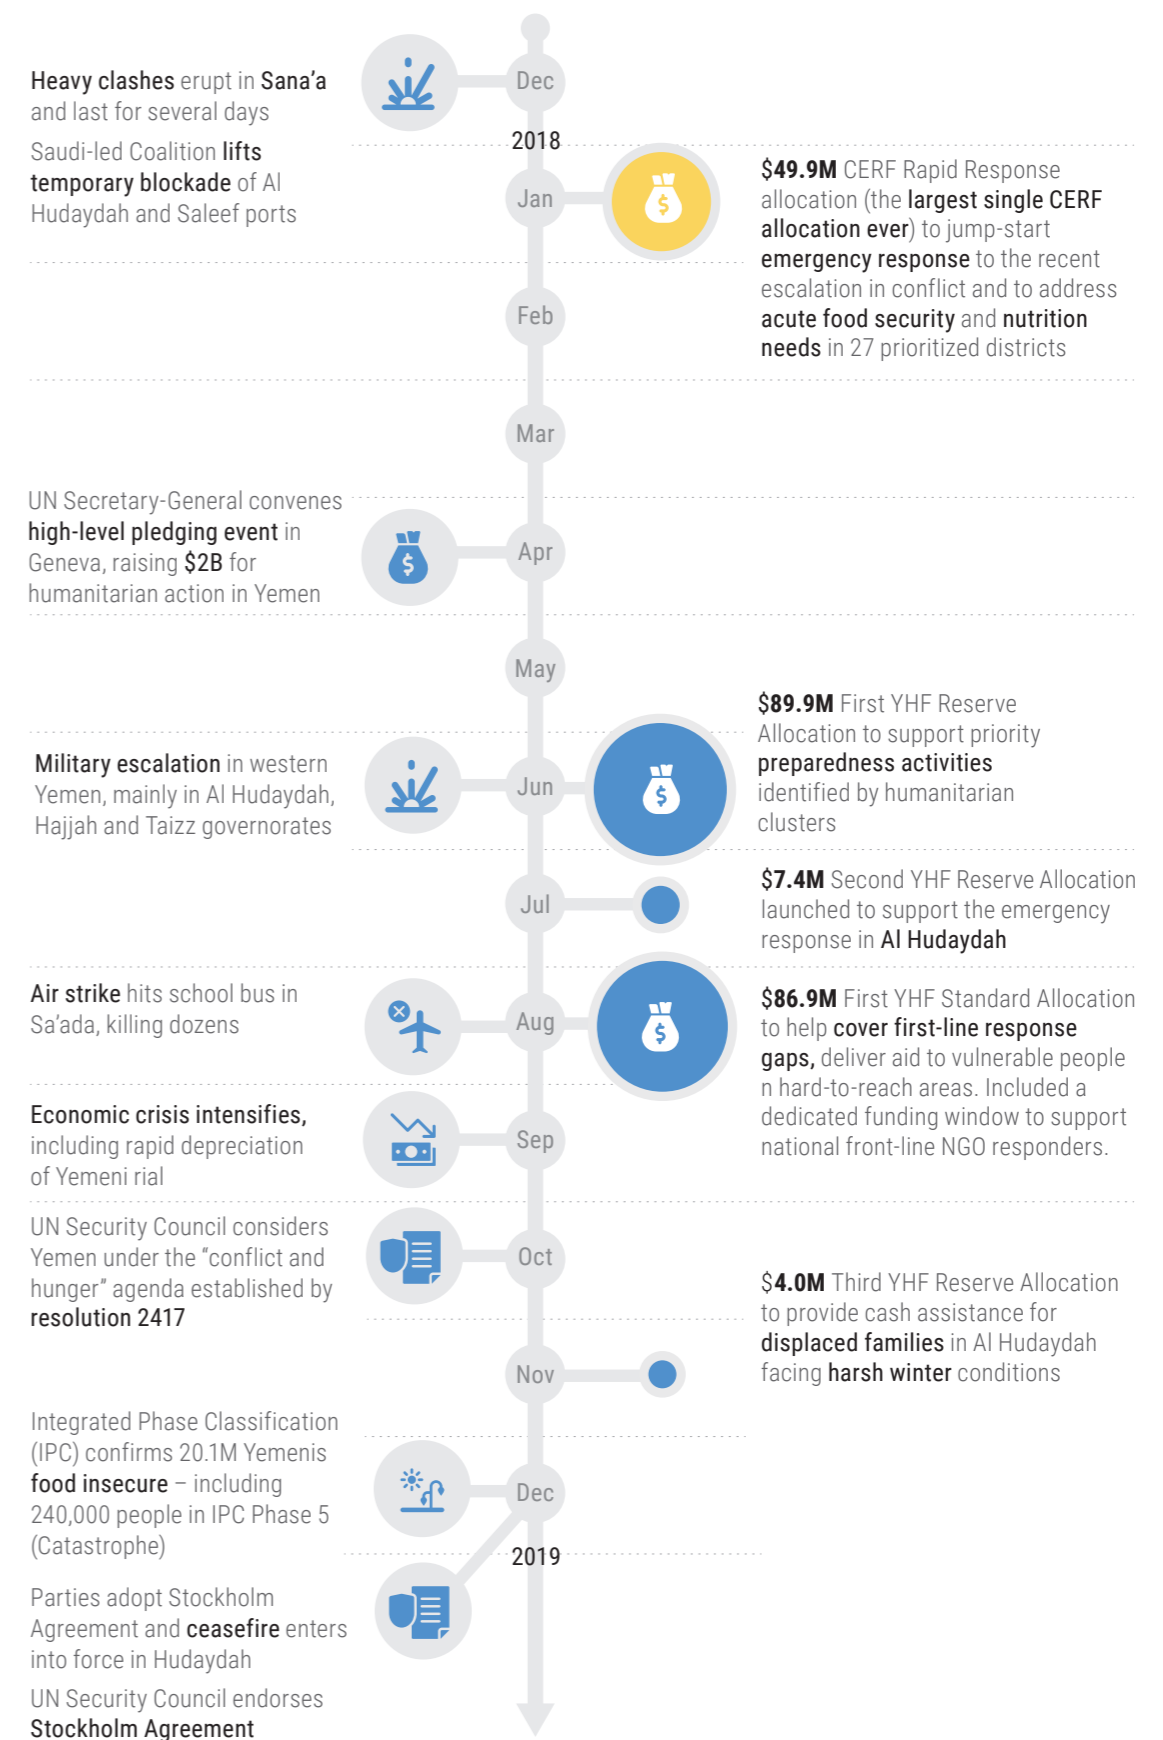 Dec
Heavy clashes erupt in Sana’a
and last for several days
Saudi-led Coalition lifts
temporary blockade of Al
Hudaydah and Saleef ports
2018
Jan
$49.9M CERF Rapid Response
allocation (the largest single CERF
allocation ever) to jump-start
emergency response to the recent
escalation in conflict and to address
acute food security and nutrition
needs in 27 prioritized districts
Feb
Mar
UN Secretary-General convenes
high-level pledging event in
Geneva, raising $2B for
humanitarian action in Yemen
Apr
May
Military escalation in western
Yemen, mainly in Al Hudaydah,
Hajjah and Taizz governorates
Jun
$89.9M First YHF Reserve
Allocation to support priority
preparedness activities
identified by humanitarian
clusters
Jul
$7.4M Second YHF Reserve Allocation
launched to support the emergency
response in Al Hudaydah
Air strike hits school bus in
Sa’ada, killing dozens
Aug
$86.9M First YHF Standard Allocation
to help cover first-line response
gaps, deliver aid to vulnerable people
n hard-to-reach areas. Included a
dedicated funding window to support
national front-line NGO responders.
Economic crisis intensifies,
including rapid depreciation
of Yemeni rial
Sep
UN Security Council considers
Yemen under the “conflict and
hunger” agenda established by
resolution 2417
Oct
$4.0M Third YHF Reserve Allocation
to provide cash assistance for
displaced families in Al Hudaydah
facing harsh winter conditions
Nov
Integrated Phase Classification
(IPC) confirms 20.1M Yemenis
food insecure – including
240,000 people in IPC Phase 5
(Catastrophe)
Dec
2019
Parties adopt Stockholm
Agreement and ceasefire enters
into force in Hudaydah
UN Security Council endorses
Stockholm Agreement